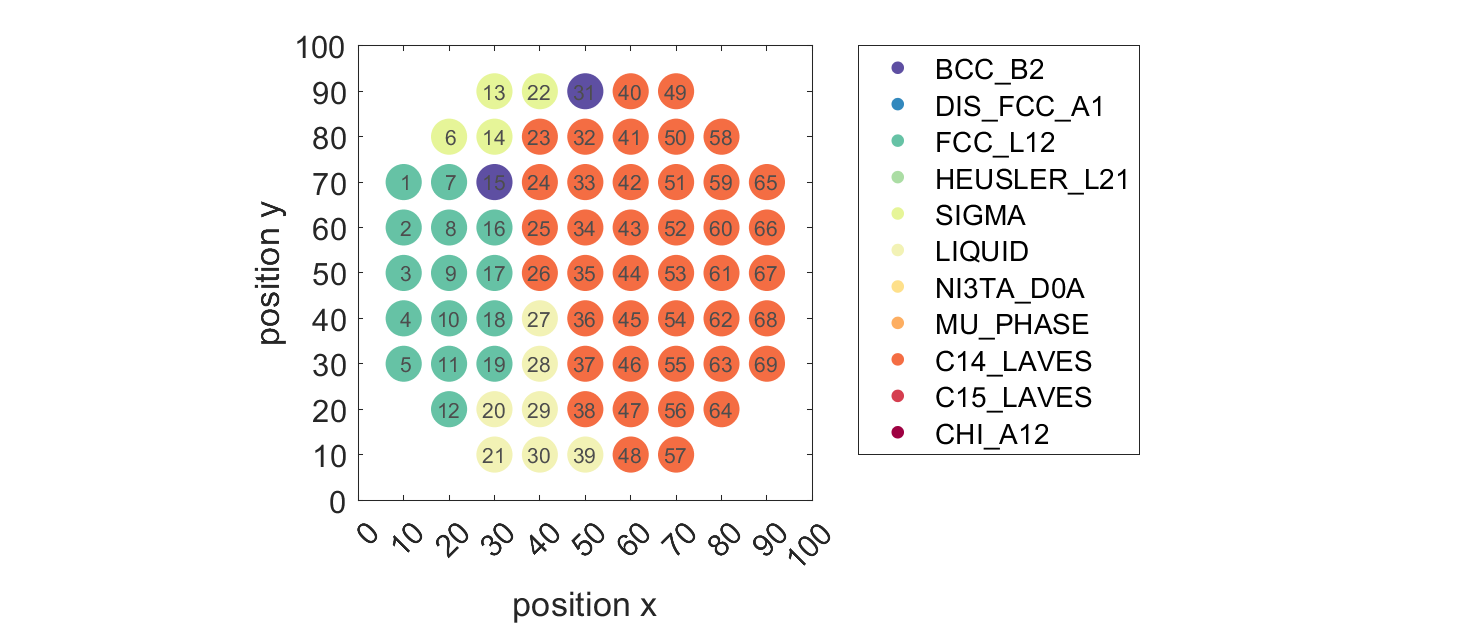 100
90
80
70
60
50
40
30
20
10
0
position y
13 22 31 40 49
6 14 23 32 41 50 58
1 7 15 24 33 42 51 59 65
2 8 16 25 34 43 52 60 66
3 9 17 26 35 44 53 61 67
4 10 18 27 36 45 54 62 68
5 11 19 28 37 46 55 63 69
12 20 29 38 47 56 64
21 30 39 48 57
0 10 20 30 40 50 60 70 80 90 100
position x
BCC_B2
DIS_FCC_A1
FCC_L12
HEUSLER_L21
SIGMA
LIQUID
NI3TA_D0A
MU_PHASE
C14_LAVES
C15_LAVES
CHI_A12